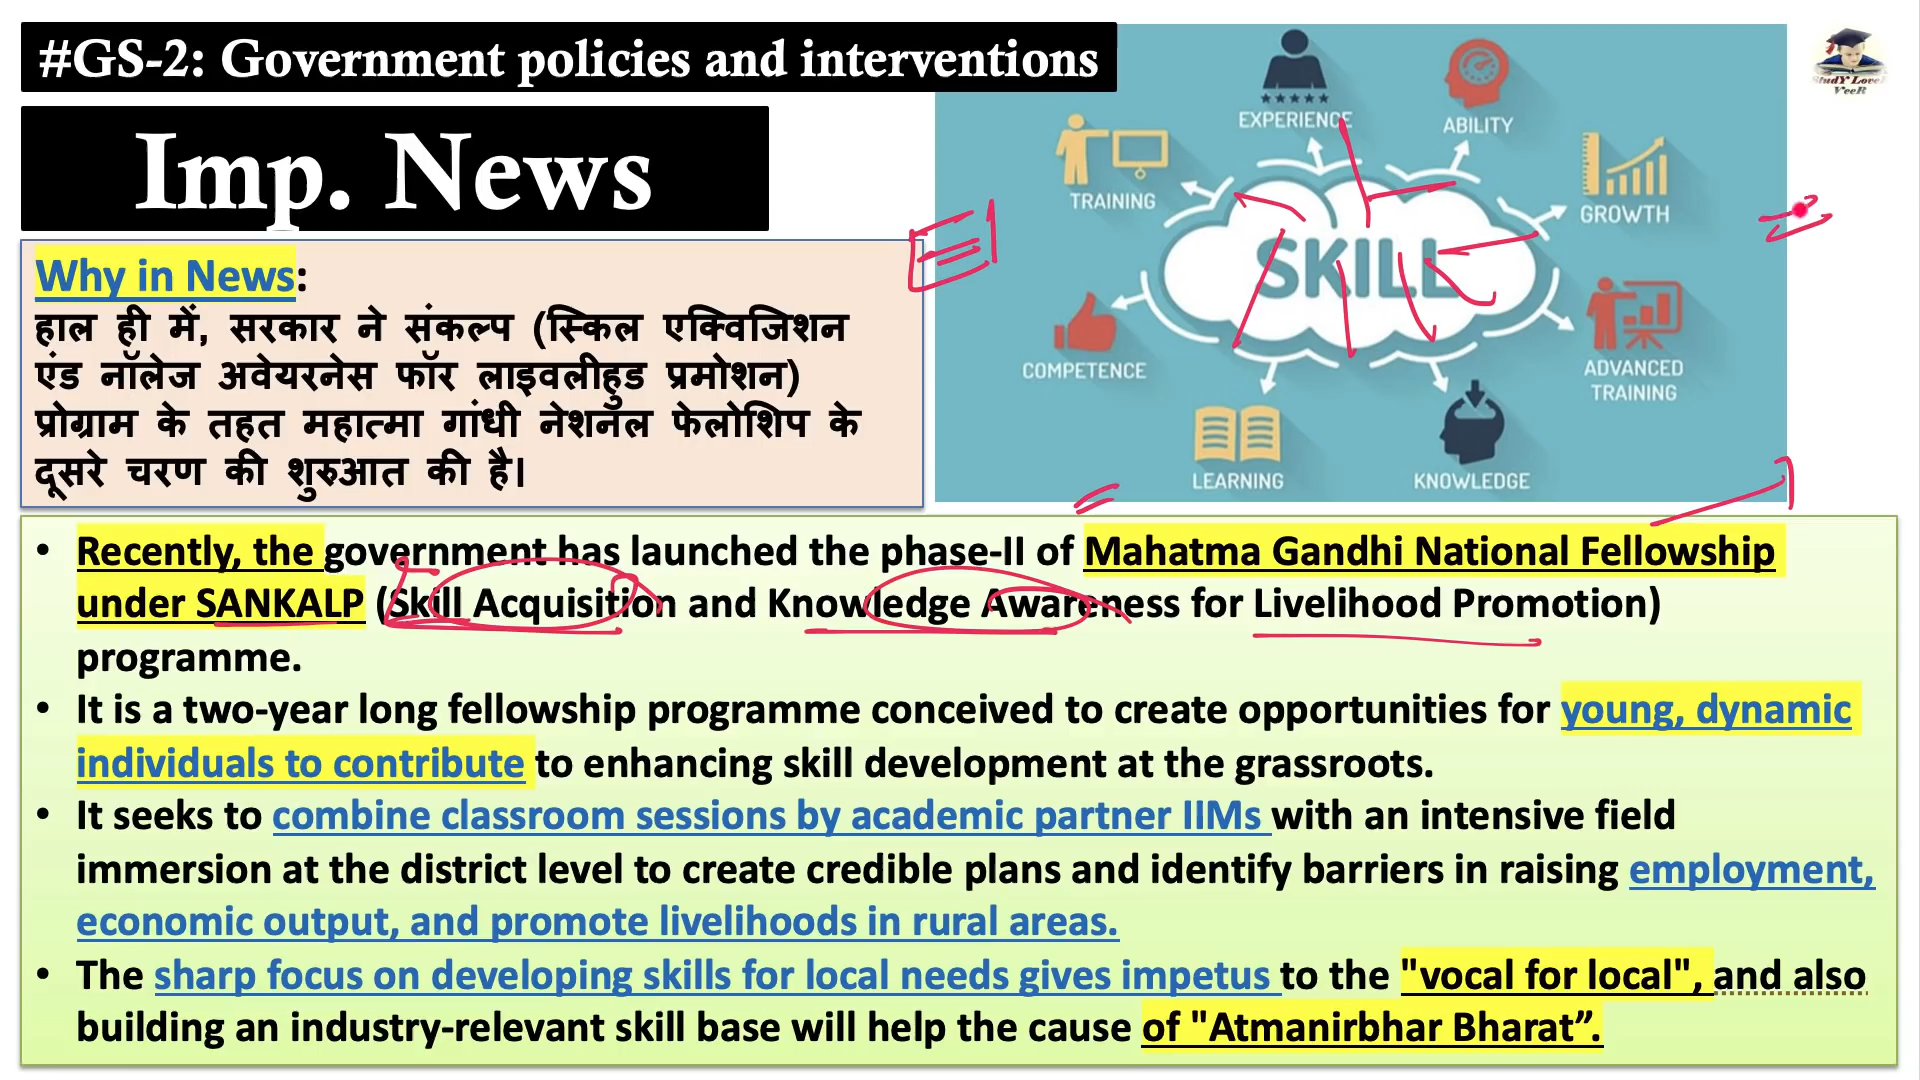 #GS-2: Government policies and interventions
Imp. News
Why in News:
हाल ही में, सरकार ने संकल्प (स्किल एक्विजिशन
एंड नॉलेज अवेयरनेस फॉर लाइवलीहुड प्रमोशन)
प्रोग्राम के तहत महात्मा गांधी नेशनल फेलोशिप के
दूसरे चरण की शुरुआत की है।
EXPERIENCE
ABILITY
TRAINING
GROWTH
SKILL
COMPETENCE
ADVANCED
TRAINING
LEARNING
KNOWLEDGE
StudY LoveR
VeeR
• Recently, the government has launched the phase-II of Mahatma Gandhi National Fellowship
under SANKALP (Skill Acquisition and Knowledge Awareness for Livelihood Promotion)
programme.
• It is a two-year long fellowship programme conceived to create opportunities for young, dynamic
individuals to contribute to enhancing skill development at the grassroots.
• It seeks to combine classroom sessions by academic partner IIMs with an intensive field
immersion at the district level to create credible plans and identify barriers in raising employment,
economic output, and promote livelihoods in rural areas.
• The sharp focus on developing skills for local needs gives impetus to the "vocal for local", and also
building an industry-relevant skill base will help the cause of "Atmanirbhar Bharat”.